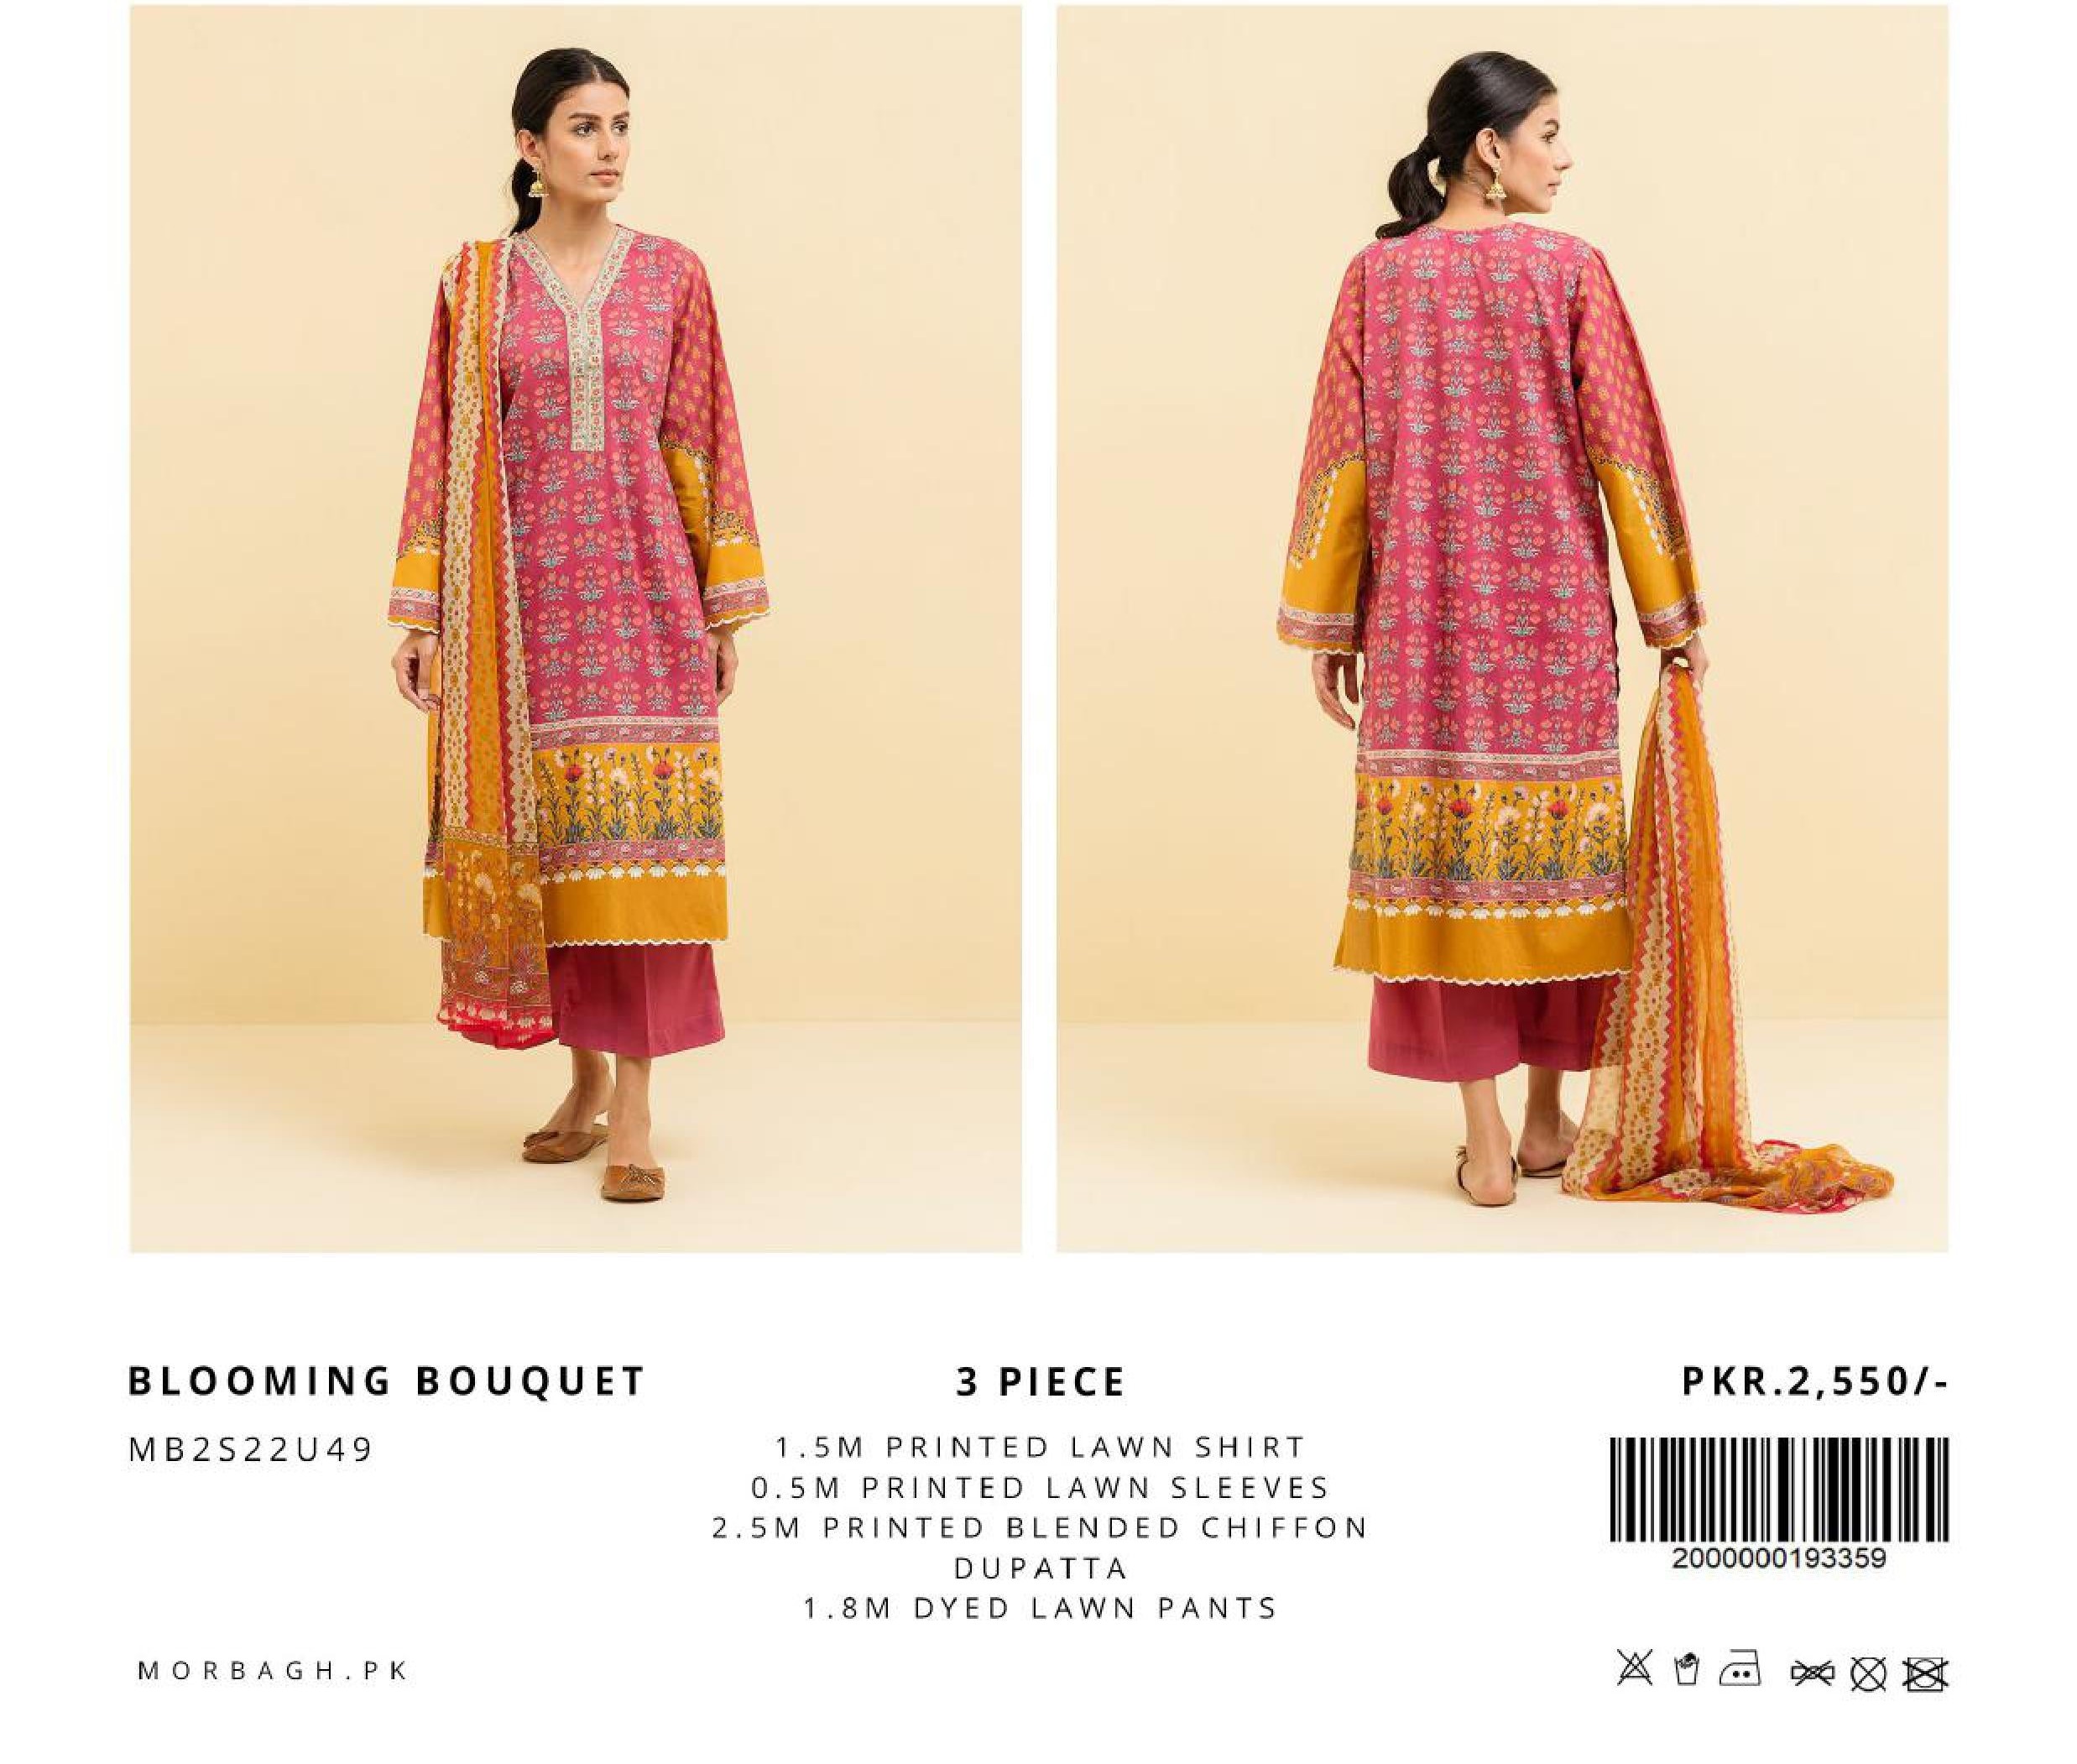 BLOOMING BOUQUET
MB2S22U49
3 PIECE
1.5M PRINTED LAWN SHIRT
0.5M PRINTED LAWN SLEEVES
2.5M PRINTED BLENDED CHIFFON
DUPATTA
1.8M DYED LAWN PANTS
PKR.2,550/-
2000000193359
MORBAGH.PK